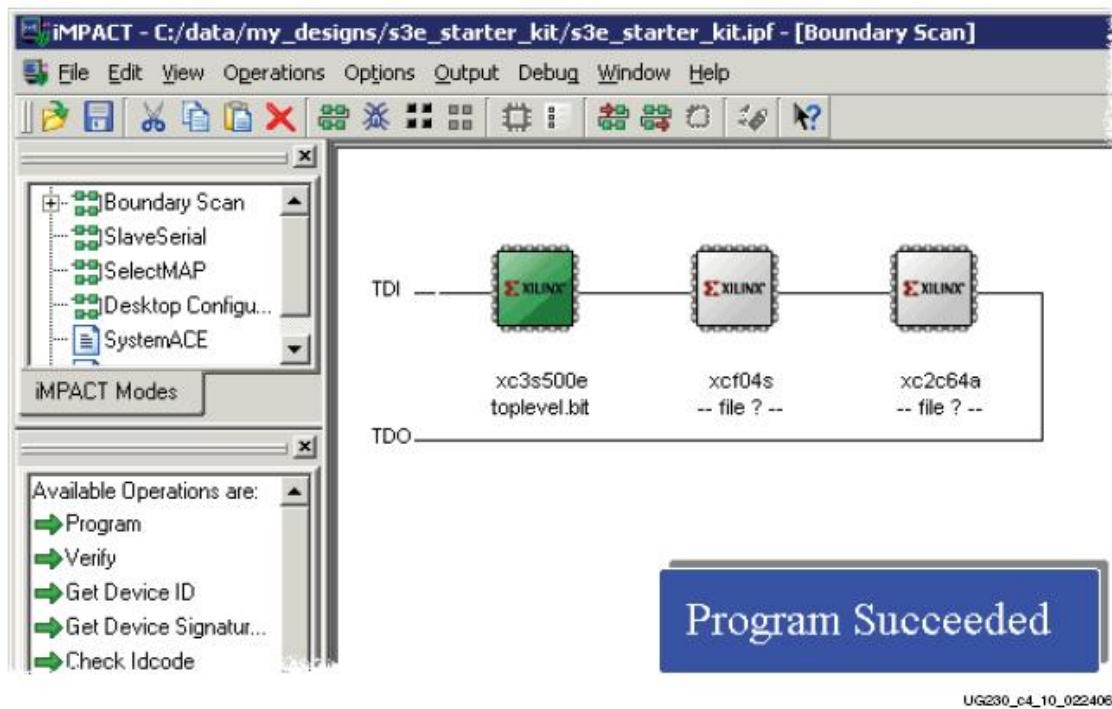 iMPACT - C:/data/my_designs/s3e_starter_kit/s3e_starter_kit.ipf - [Boundary Scan]
File Edit View Operations Options Output Debug Window Help
Boundary Scan
SlaveSerial
SelectMAP
Desktop Configu...
SystemACE
iMPACT Modes
TDI
XILINX
XILINX
XILINX
xc3s500e
toplevel.bit
xcf04s
-- file ? --
xc2c64a
-- file ? --
TDO
Available Operations are:
Program
Verify
Get Device ID
Get Device Signatur...
Check Idcode
Program Succeeded
UG230_c4_10_022406